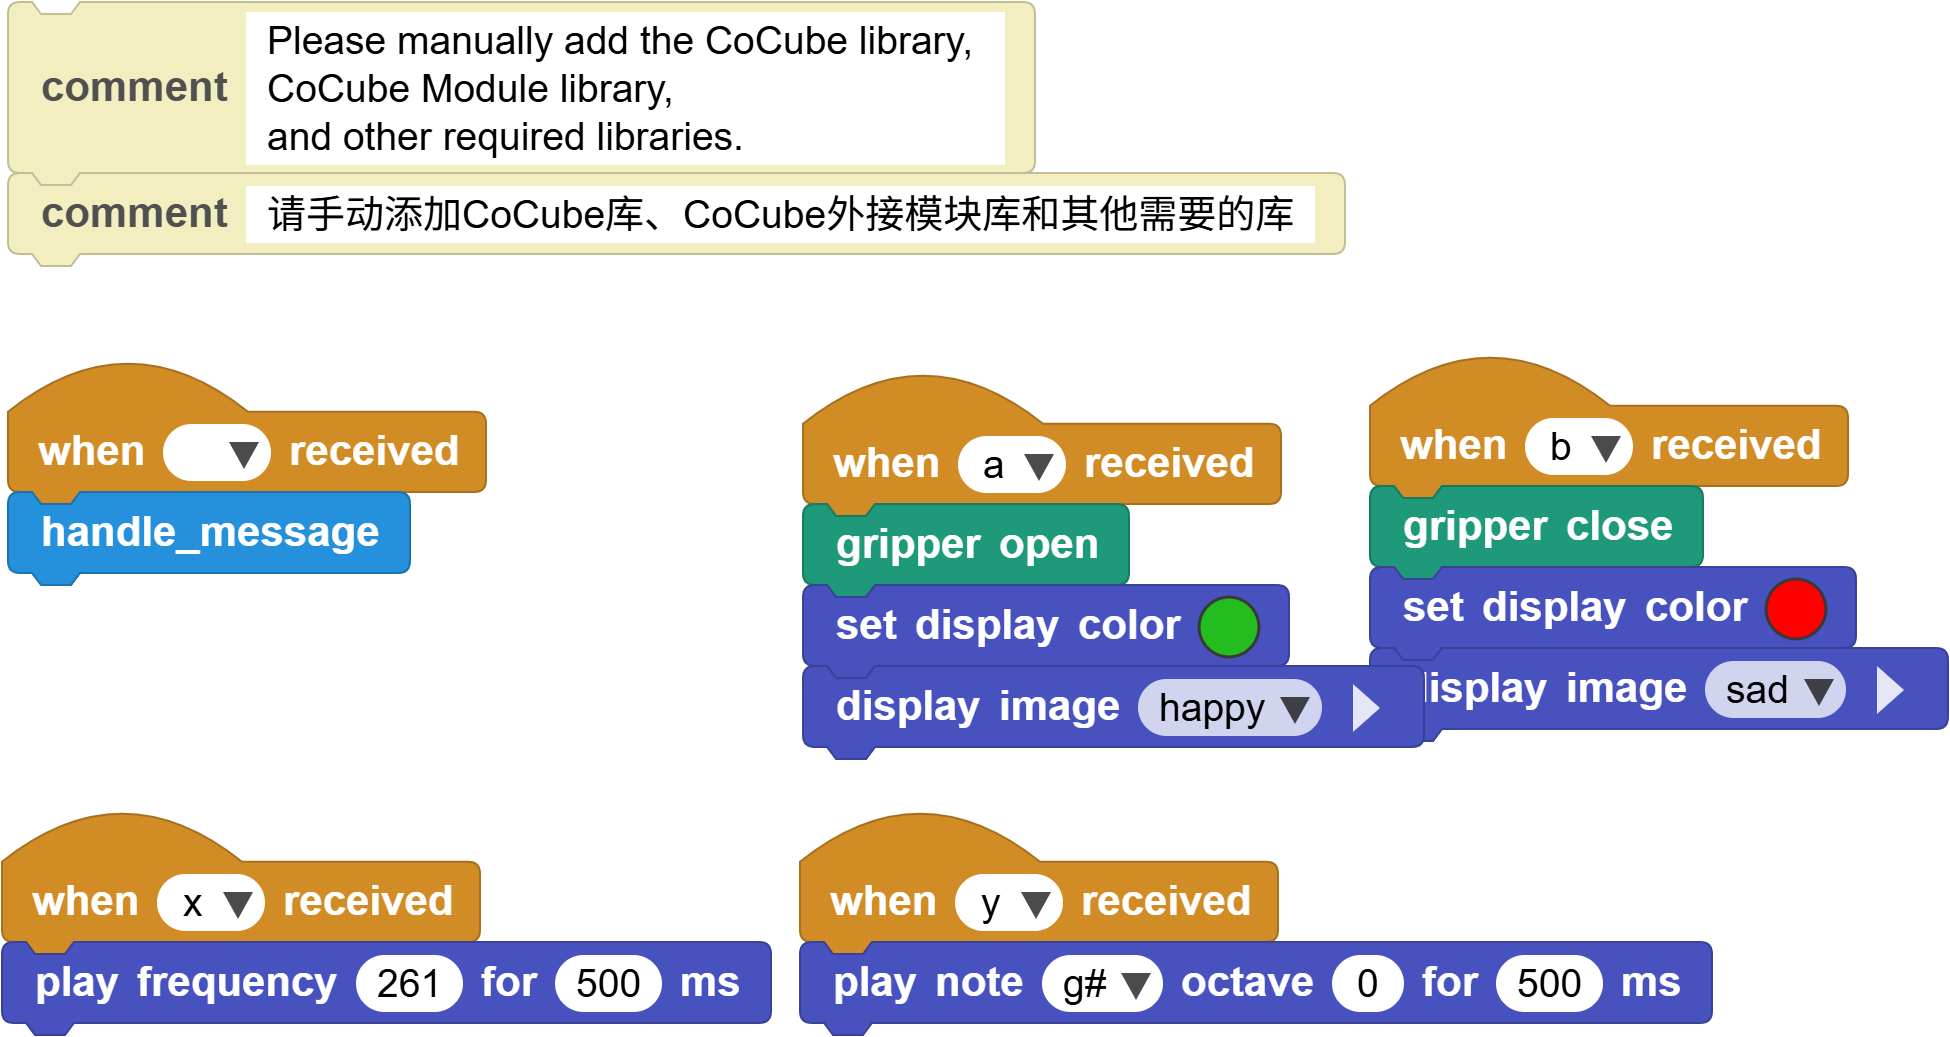 comment
Please manually add the CoCube library,
CoCube Module library,
and other required libraries.
comment 请手动添加CoCube库、CoCube外接模块库和其他需要的库
when received
handle_message
when a received
gripper open
set display color
display image happy
when b received
gripper close
set display color
display image sad
when x received
play frequency 261 for 500 ms
when y received
play note g# octave 0 for 500 ms